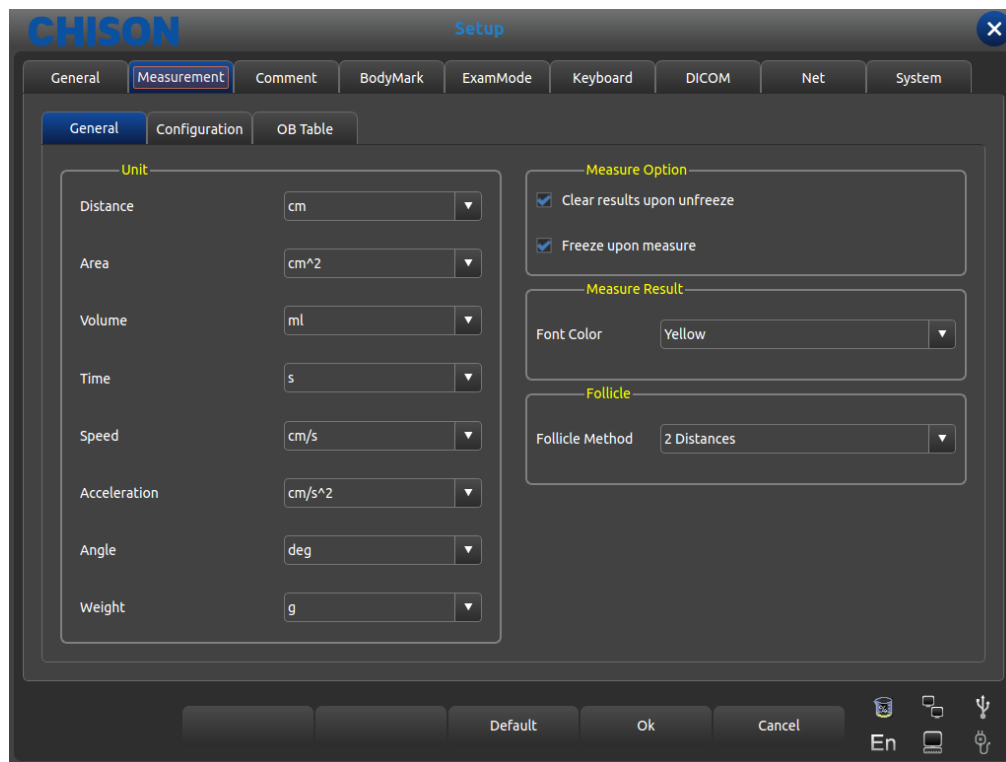 CHISON
Setup
General Measurement Comment BodyMark ExamMode Keyboard DICOM Net System
General Configuration OB Table
Unit
Distance cm
Area cm^2
Volume ml
Time s
Speed cm/s
Acceleration cm/s^2
Angle deg
Weight g
Measure Option
Clear results upon unfreeze
Freeze upon measure
Measure Result
Font Color Yellow
Follicle
Follicle Method 2 Distances
Default Ok Cancel
En